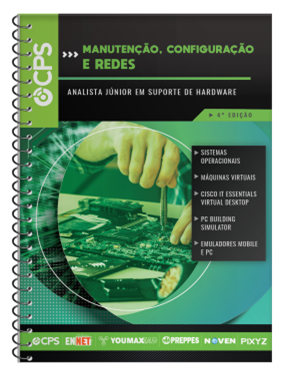 CPS
>>> MANUTENÇÃO, CONFIGURAÇÃO
E REDES
ANALISTA JÚNIOR EM SUPORTE DE HARDWARE
▶ 4ª EDIÇÃO
▶ SISTEMAS
OPERACIONAIS
▶ MÁQUINAS VIRTUAIS
▶ CISCO IT ESSENTIALS
VIRTUAL DESKTOP
▶ PC BUILDING
SIMULATOR
▶ EMULADORES MOBILE
E PC
CPS ENNET YOUMAX PREPPES NOVEN PIXYZ